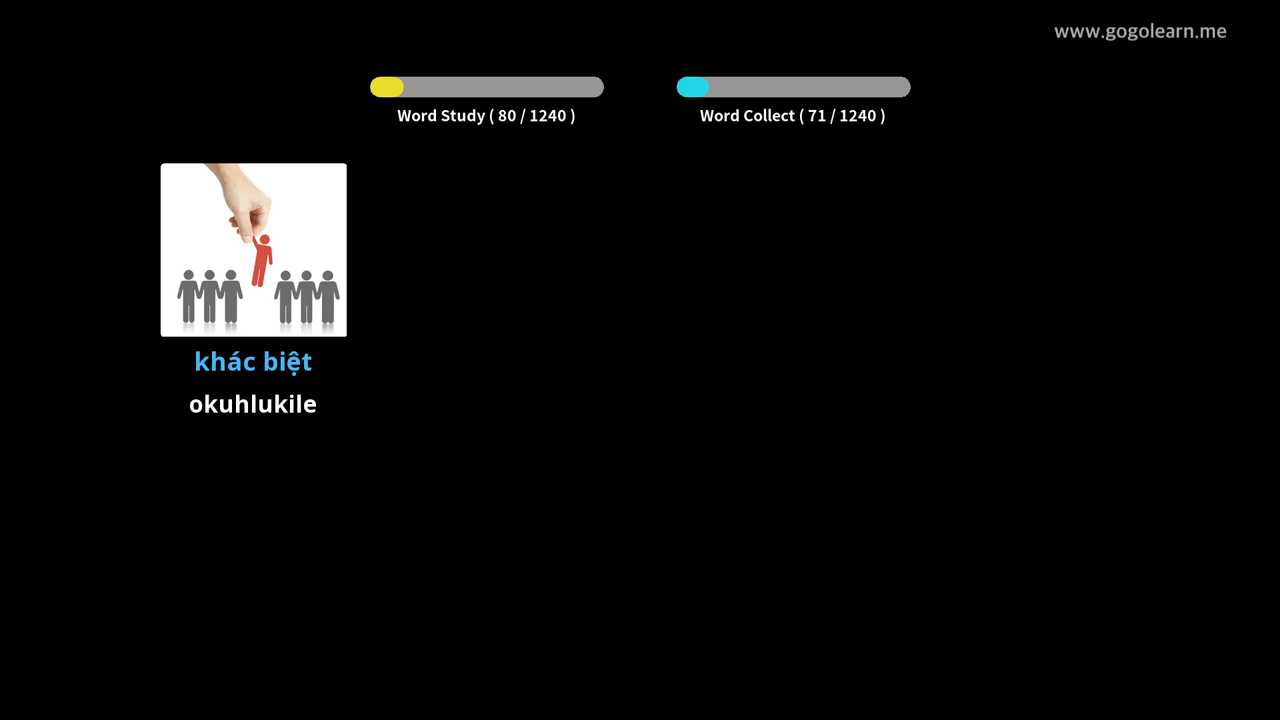 www.gogolearn.me
Word Study ( 80 / 1240 )
Word Collect ( 71 / 1240 )
khác biệt
okuhlukile